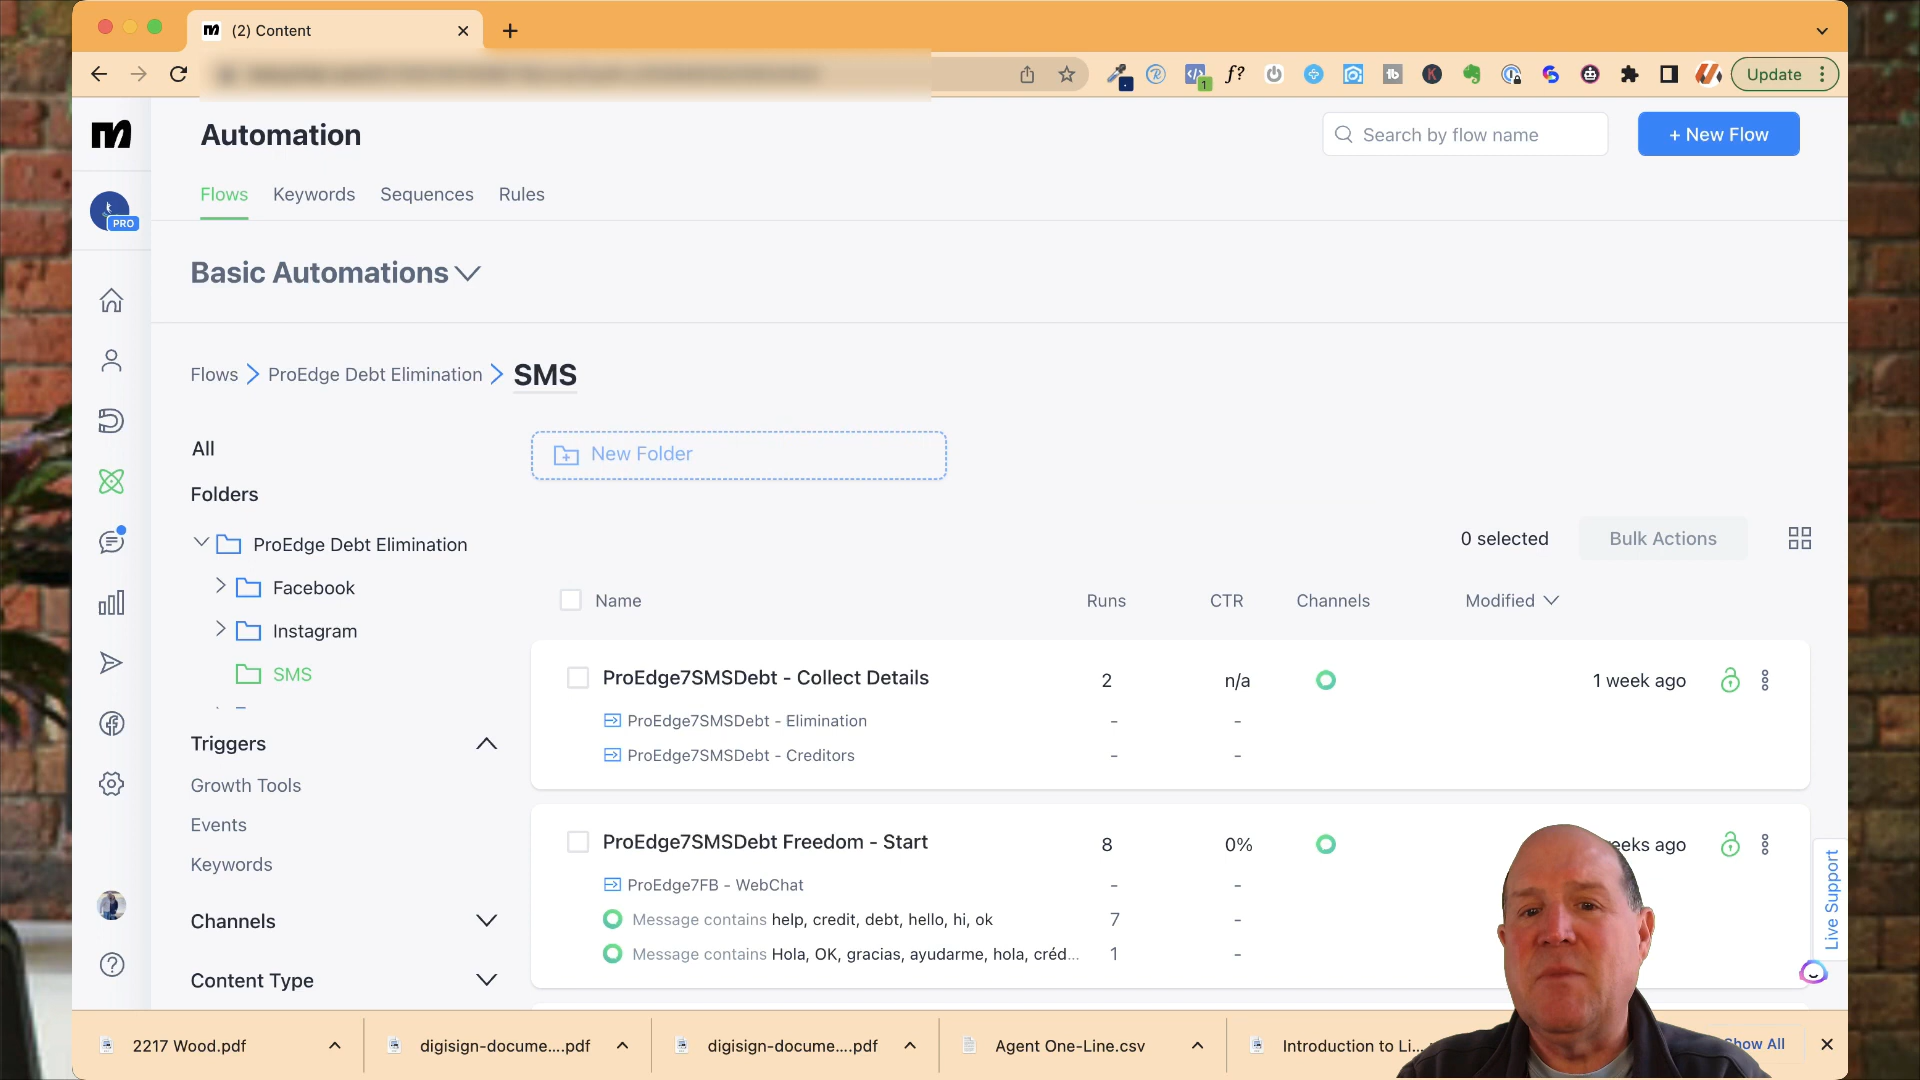 (2) Content
Update
Automation
Search by flow name
+ New Flow
PRO
Flows Keywords Sequences Rules
Basic Automations
Flows ProEdge Debt Elimination SMS
All
New Folder
Folders
ProEdge Debt Elimination
0 selected
Bulk Actions
Facebook
Name Runs CTR Channels Modified
Instagram
SMS
ProEdge7SMSDebt - Collect Details 2 n/a 1 week ago
ProEdge7SMSDebt - Elimination - -
ProEdge7SMSDebt - Creditors - -
Triggers
Growth Tools
Events
Keywords
ProEdge7SMSDebt Freedom - Start 8 0% eeks ago
ProEdge7FB - WebChat - -
Message contains help, credit, debt, hello, hi, ok 7 -
Message contains Hola, OK, gracias, ayudarme, hola, créd... 1 -
Channels
Content Type
Live Support
2217 Wood.pdf
digisign-docume....pdf
digisign-docume....pdf
Agent One-Line.csv
Introduction to Li...
Show All